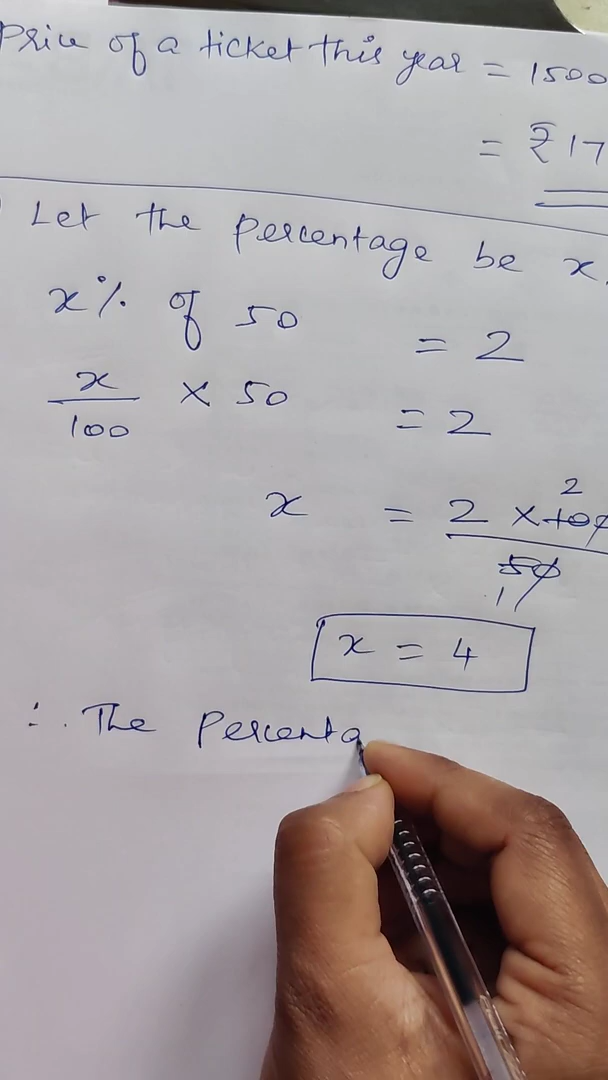 Price of a ticket this year = 1500
= ₹17
Let the percentage be x.
x% of 50 = 2
x/100 × 50 = 2
x = 2 × 100/50 2 1
x = 4
∴ The Percenta